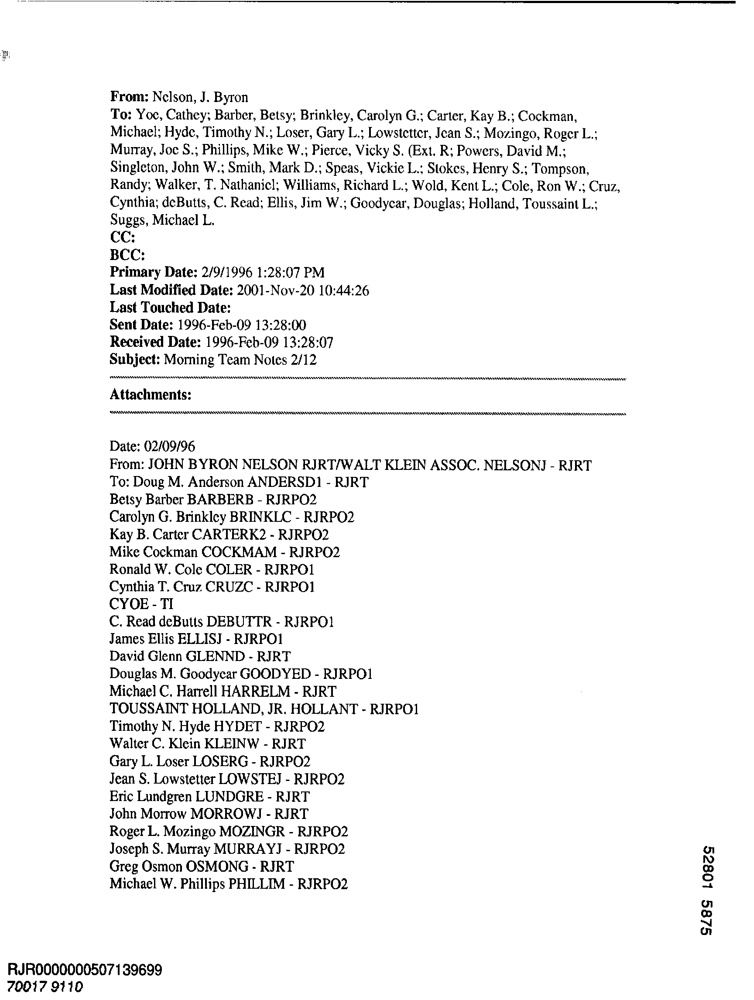 From: Nelson, J. Byron
To: Yoe, Cathey; Barber, Betsy; Brinkley, Carolyn G.; Carter, Kay B.; Cockman,
Michael; Hyde, Timothy N.; Loser, Gary L.; Lowstetter, Jean S.; Mozingo, Roger L.;
Murray, Joe S.; Phillips, Mike W.; Pierce, Vicky S. (Ext. R; Powers, David M.;
Singleton, John W.; Smith, Mark D.; Speas, Vickie L.; Stokes, Henry S.; Tompson,
Randy; Walker, T. Nathaniel; Williams, Richard L.; Wold, Kent L.; Cole, Ron W.; Cruz,
Cynthia; deButts, C. Read; Ellis, Jim W.; Goodyear, Douglas; Holland, Toussaint L.;
Suggs, Michael L.
CC:
BCC:
Primary Date: 2/9/1996 1:28:07 PM
Last Modified Date: 2001-Nov-20 10:44:26
Last Touched Date:
Sent Date: 1996-Feb-09 13:28:00
Received Date: 1996-Feb-09 13:28:07
Subject: Morning Team Notes 2/12
Attachments:
Date: 02/09/96
From: JOHN BYRON NELSON RJRT/WALT KLEIN ASSOC. NELSONJ - RJRT
To: Doug M. Anderson ANDERSD1 - RJRT
Betsy Barber BARBERB - RJRPO2
Carolyn G. Brinkley BRINKLC - RJRPO2
Kay B. Carter CARTERK2 - RJRPO2
Mike Cockman COCKMAM - RJRPO2
Ronald W. Cole COLER - RJRPO1
Cynthia T. Cruz CRUZC - RJRPO1
CYOE - TI
C. Read deButts DEBUTTR - RJRPO1
James Ellis ELLISJ - RJRPO1
David Glenn GLENND - RJRT
Douglas M. Goodyear GOODYED - RJRPO1
Michael C. Harrell HARRELM - RJRT
TOUSSAINT HOLLAND, JR. HOLLANT - RJRPO1
Timothy N. Hyde HYDET - RJRPO2
Walter C. Klein KLEINW - RJRT
Gary L. Loser LOSERG - RJRPO2
Jean S. Lowstetter LOWSTEJ - RJRPO2
Eric Lundgren LUNDGRE - RJRT
John Morrow MORROWJ - RJRT
Roger L. Mozingo MOZINGR - RJRPO2
Joseph S. Murray MURRAYJ - RJRPO2
Greg Osmon OSMONG - RJRT
Michael W. Phillips PHILLIM - RJRPO2
52801 5875
RJR0000000507139699
70017 9110